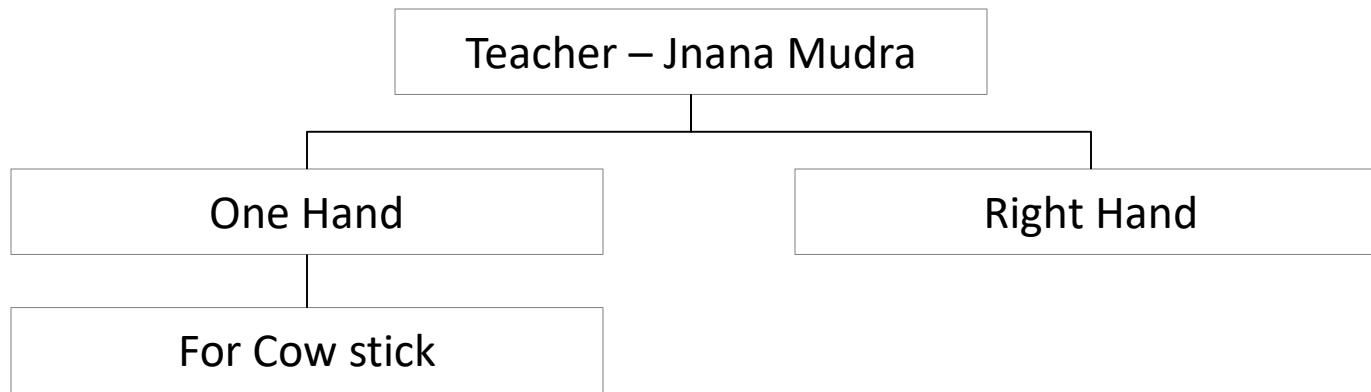 Teacher – Jnana Mudra
One Hand
Right Hand
For Cow stick